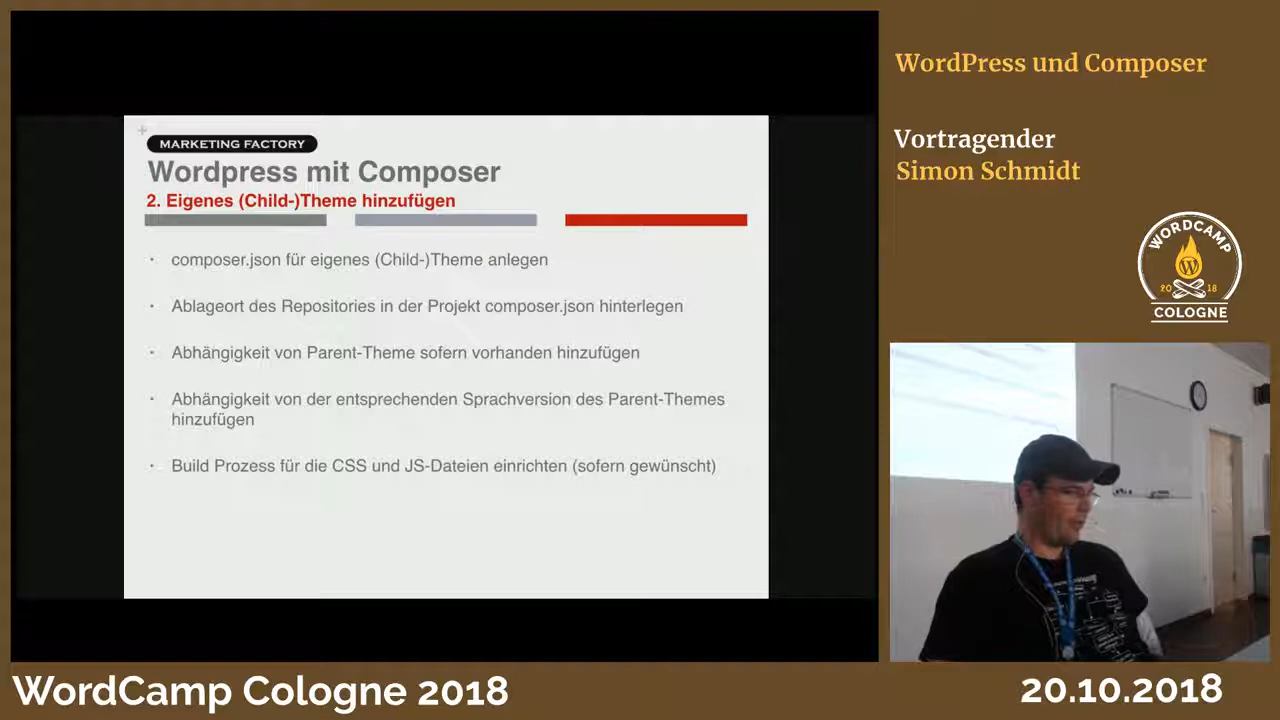 MARKETING FACTORY
Wordpress mit Composer
2. Eigenes (Child-)Theme hinzufügen
· composer.json für eigenes (Child-)Theme anlegen
· Ablageort des Repositories in der Projekt composer.json hinterlegen
· Abhängigkeit von Parent-Theme sofern vorhanden hinzufügen
· Abhängigkeit von der entsprechenden Sprachversion des Parent-Themes
hinzufügen
· Build Prozess für die CSS und JS-Dateien einrichten (sofern gewünscht)
WordPress und Composer
Vortragender
Simon Schmidt
WORDCAMP
20 18
COLOGNE
WordCamp Cologne 2018
20.10.2018